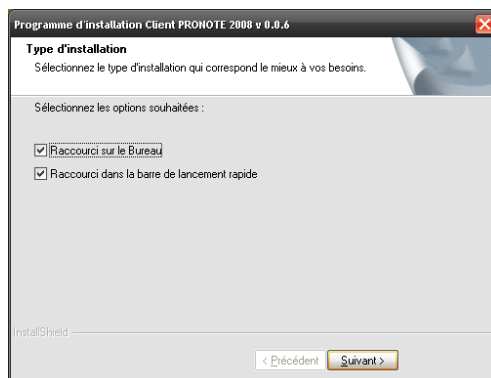 Programme d'installation Client PRONOTE 2008 v 0.0.6
Type d'installation
Sélectionnez le type d'installation qui correspond le mieux à vos besoins.
Sélectionnez les options souhaitées :
Raccourci sur le Bureau
Raccourci dans la barre de lancement rapide
InstallShield
< Précédent
Suivant >